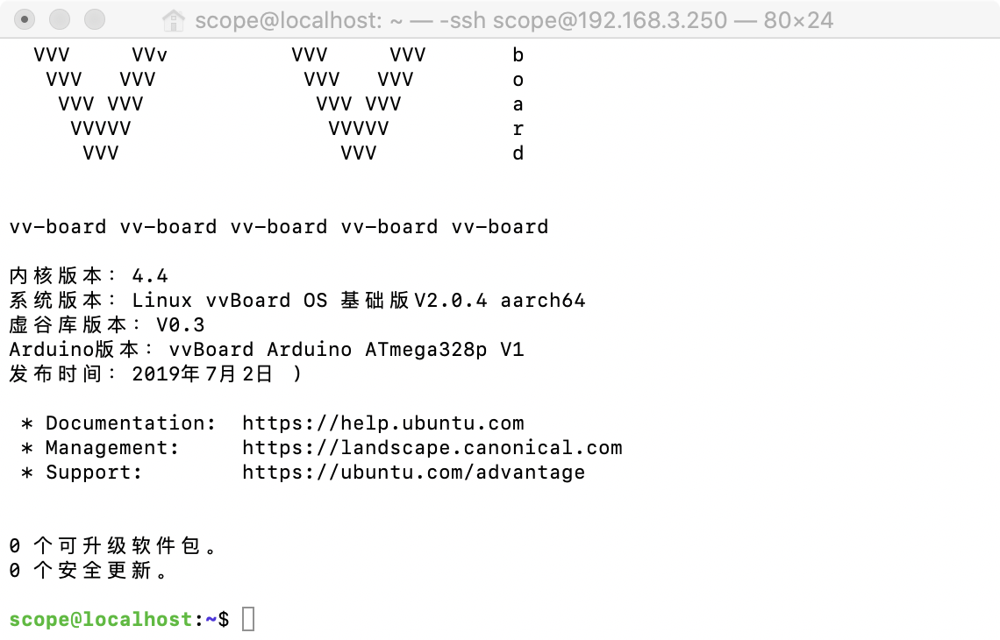 scope@localhost: ~ — -ssh scope@192.168.3.250 — 80×24
VVV     VVv          VVV     VVV       b
VVV   VVV            VVV   VVV        o
VVV VVV              VVV VVV         a
VVVVV                VVVVV          r
VVV                  VVV           d
vv-board vv-board vv-board vv-board vv-board
内核版本: 4.4
系统版本: Linux vvBoard OS 基础版V2.0.4 aarch64
虚谷库版本: V0.3
Arduino版本: vvBoard Arduino ATmega328p V1
发布时间: 2019年7月2日 )
* Documentation:  https://help.ubuntu.com
* Management:     https://landscape.canonical.com
* Support:        https://ubuntu.com/advantage
0 个可升级软件包。
0 个安全更新。
scope@localhost:~$